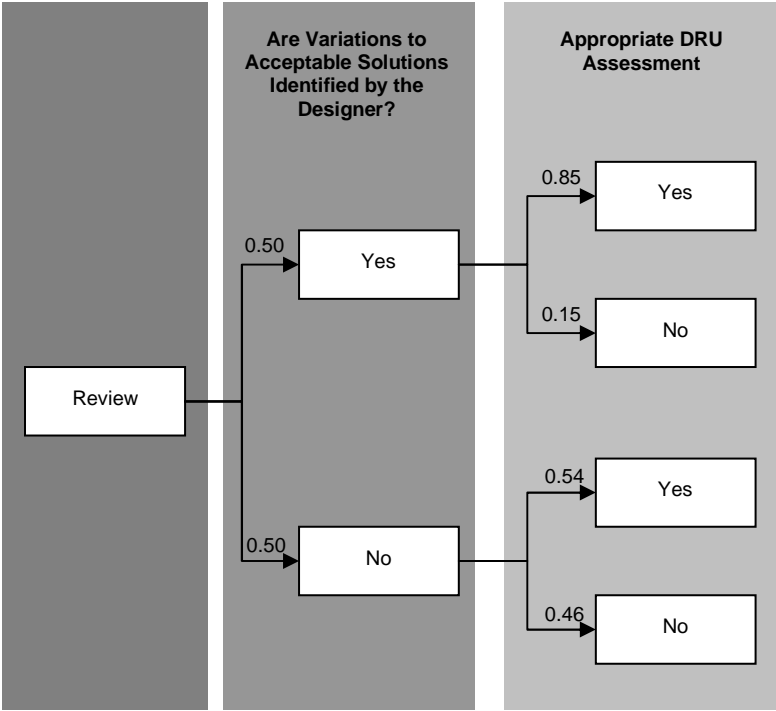 Are Variations to
Acceptable Solutions
Identified by the
Designer?
Appropriate DRU
Assessment
0.85
Yes
0.50
Yes
0.15
No
Review
0.54
Yes
0.50
No
0.46
No